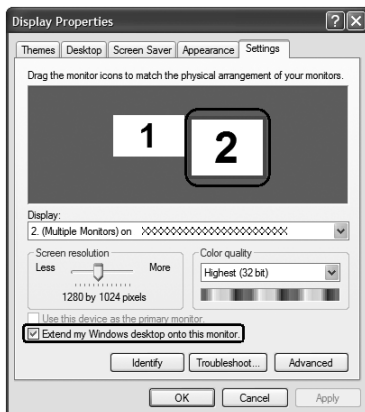 Display Properties
Themes Desktop Screen Saver Appearance Settings
Drag the monitor icons to match the physical arrangement of your monitors.
1
2
Display:
2. (Multiple Monitors) on XXXXXXXXXXXXXXXXXXXXXXXX
Screen resolution
Less More
1280 by 1024 pixels
Color quality
Highest (32 bit)
Use this device as the primary monitor.
Extend my Windows desktop onto this monitor.
Identify Troubleshoot... Advanced
OK Cancel Apply